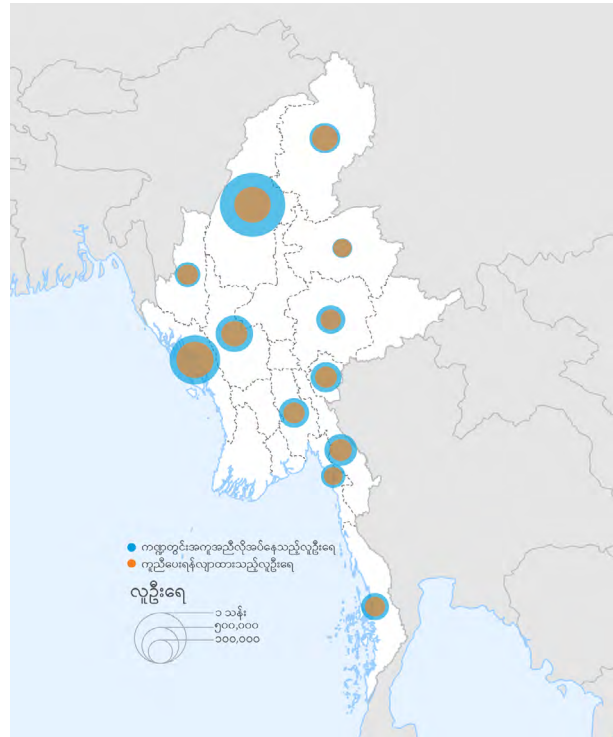 ကဏ္ဍတွင်းအကူအညီလိုအပ်နေသည့်လူဦးရေ
ကူညီပေးရန်လျာထားသည့်လူဦးရေ
လူဦးရေ
၁ သန်း
၅၀၀,၀၀၀
၁၀၀,၀၀၀